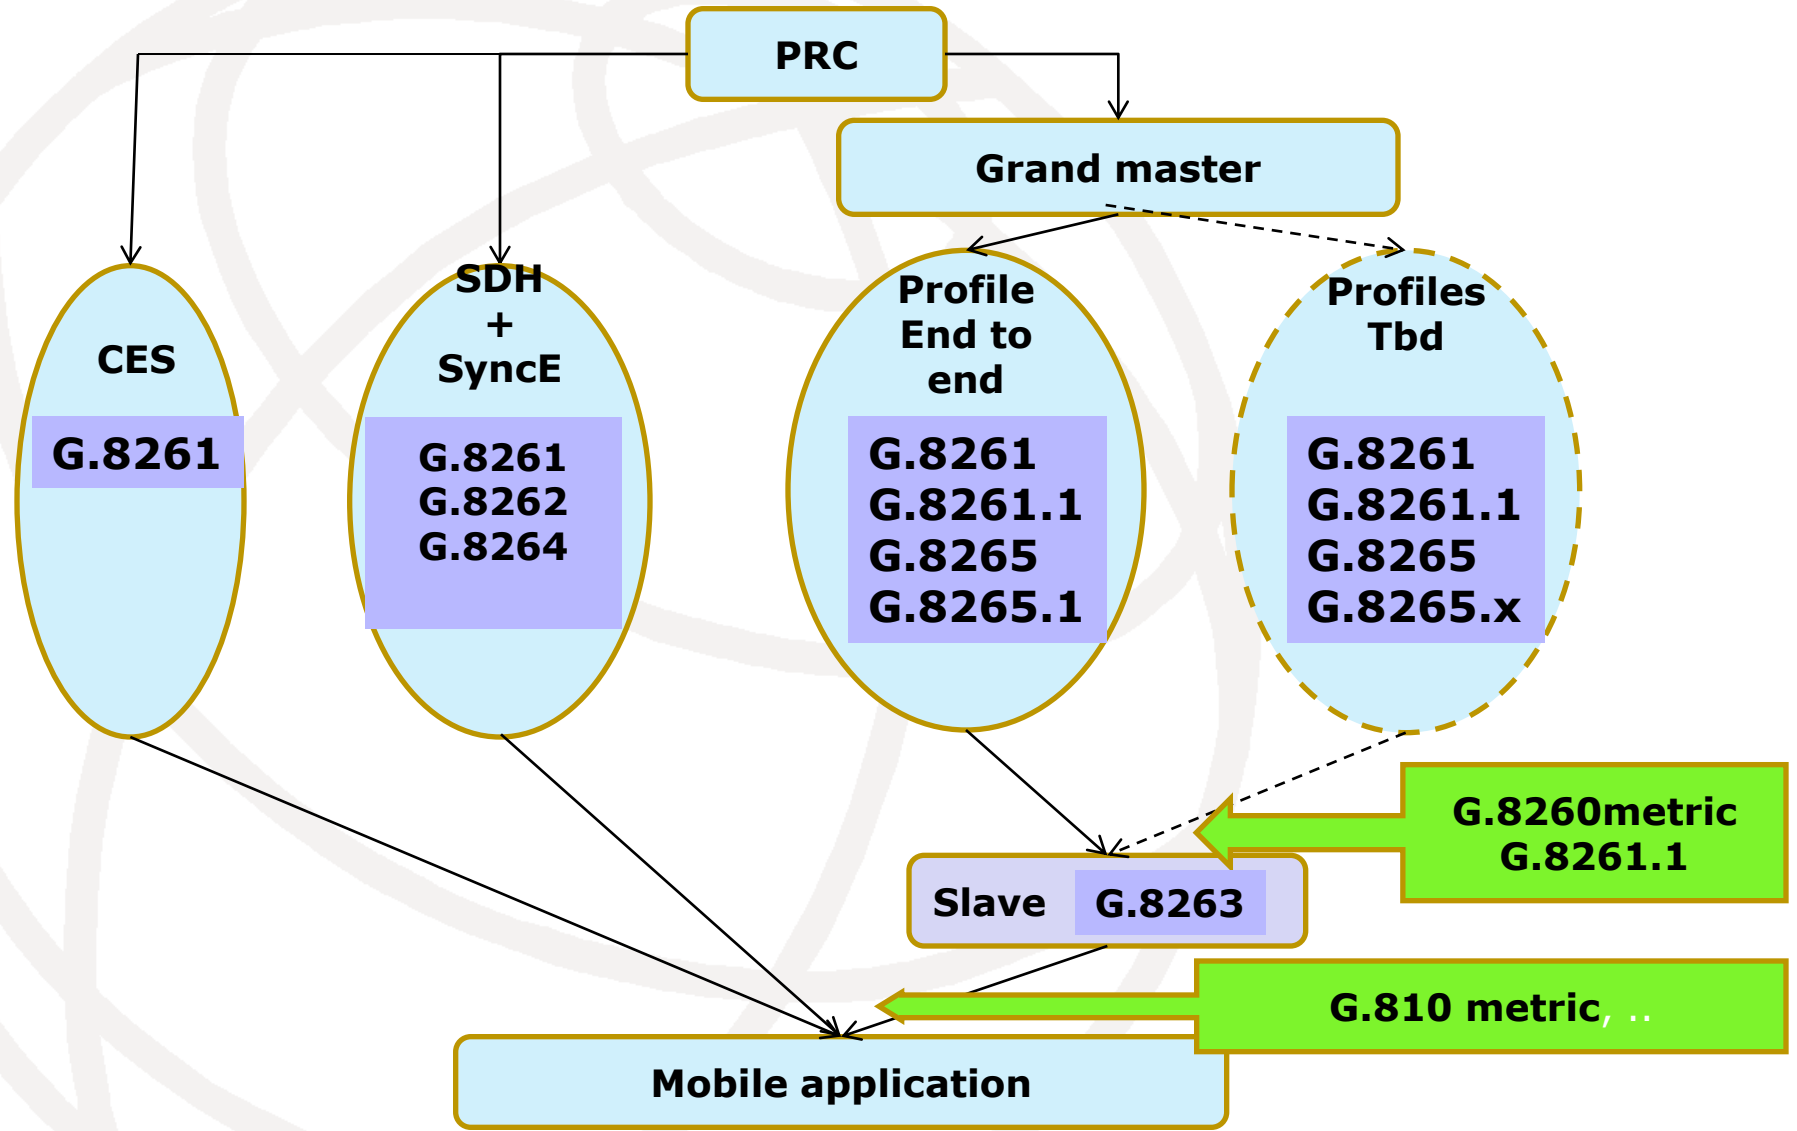 PRC
Grand master
CES
G.8261
SDH
+
SyncE
G.8261
G.8262
G.8264
Profile
End to
end
G.8261
G.8261.1
G.8265
G.8265.1
Profiles
Tbd
G.8261
G.8261.1
G.8265
G.8265.x
G.8260metric
G.8261.1
Slave G.8263
G.810 metric, ..
Mobile application